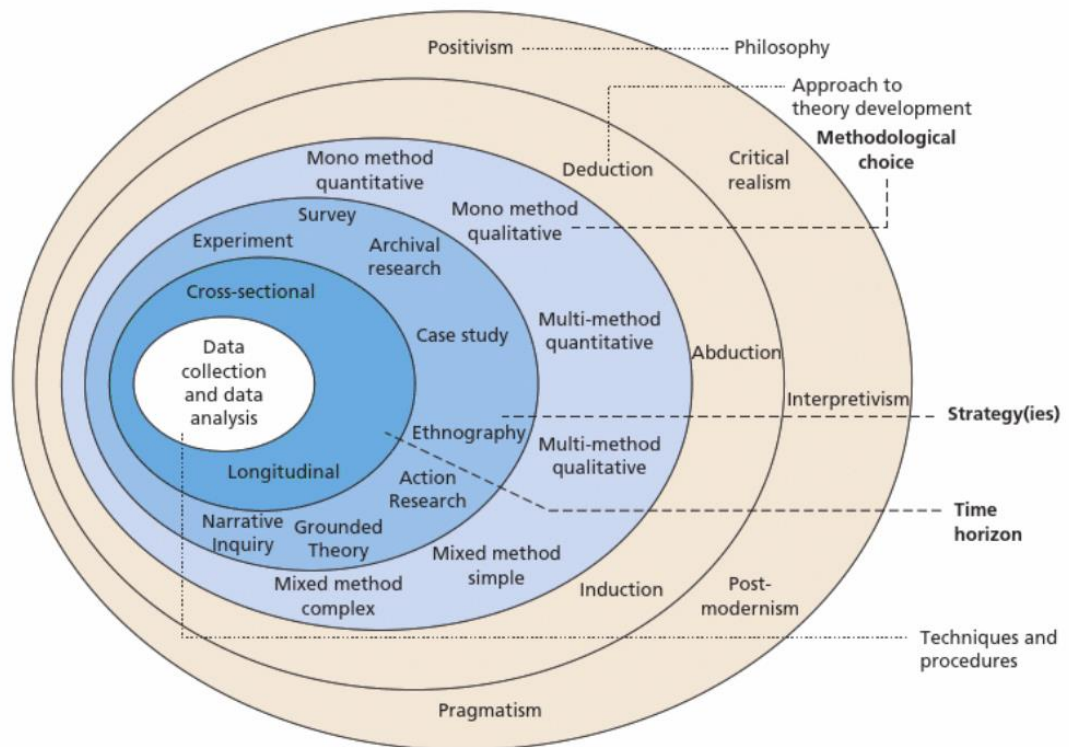 Positivism
Philosophy
Approach to
theory development
Methodological
choice
Mono method
quantitative
Deduction
Critical
realism
Survey
Mono method
qualitative
Experiment
Archival
research
Cross-sectional
Case study
Multi-method
quantitative
Data
collection
and data
analysis
Abduction
Interpretivism
Strategy(ies)
Ethnography
Multi-method
qualitative
Longitudinal
Action
Research
Time
horizon
Narrative
Inquiry
Grounded
Theory
Mixed method
simple
Mixed method
complex
Induction
Post-
modernism
Techniques and
procedures
Pragmatism